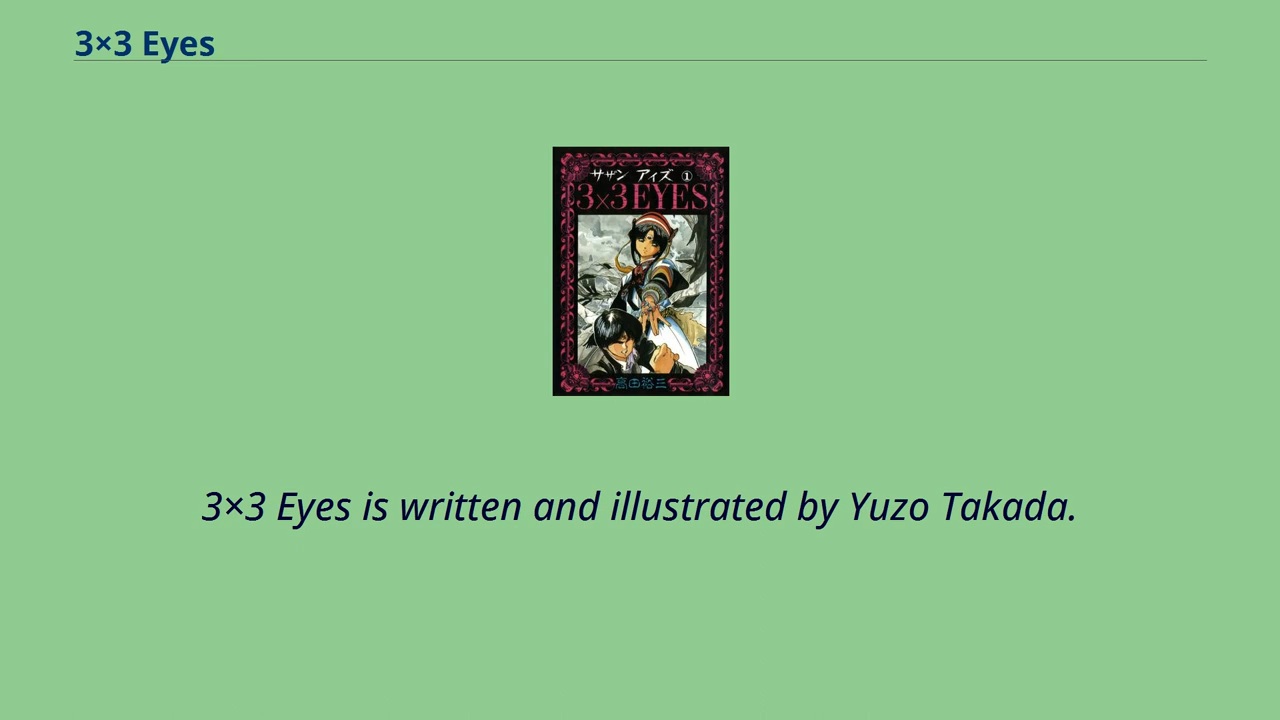 3×3 Eyes
サザン アイズ ①
3×3 EYES
高田裕三
3×3 Eyes is written and illustrated by Yuzo Takada.